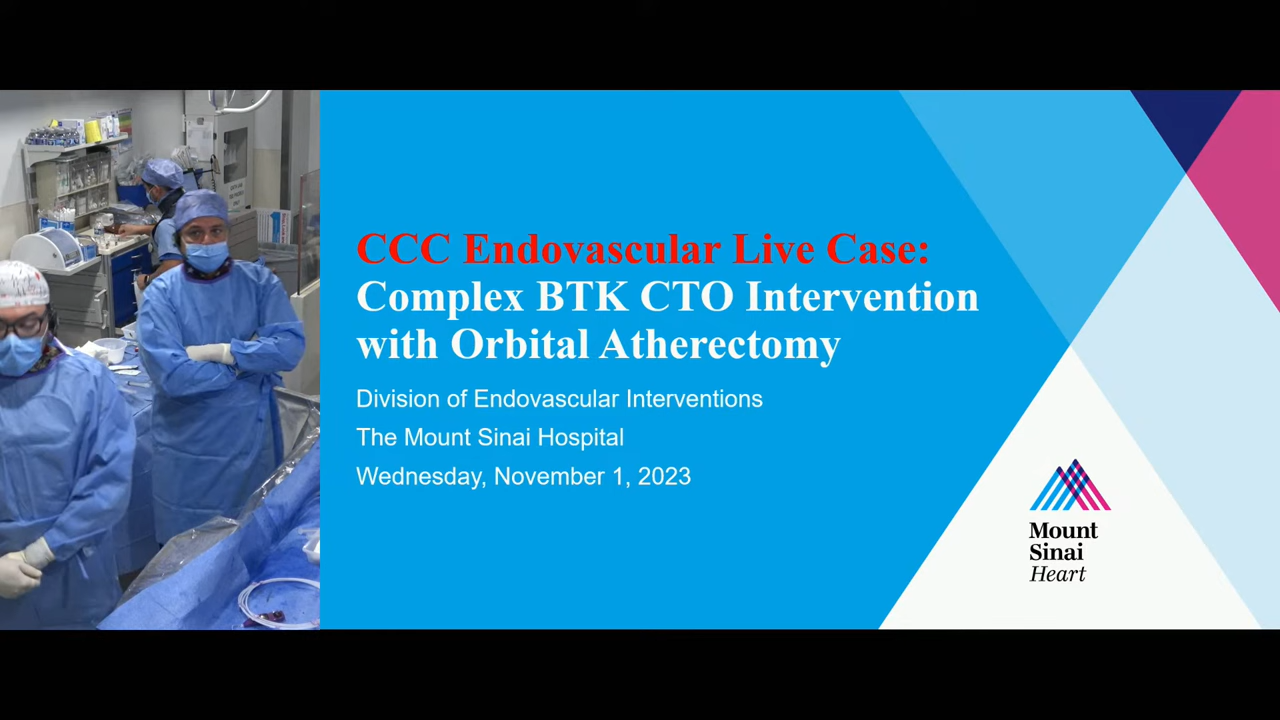 CCC Endovascular Live Case:
Complex BTK CTO Intervention
with Orbital Atherectomy
Division of Endovascular Interventions
The Mount Sinai Hospital
Wednesday, November 1, 2023
Mount
Sinai
Heart